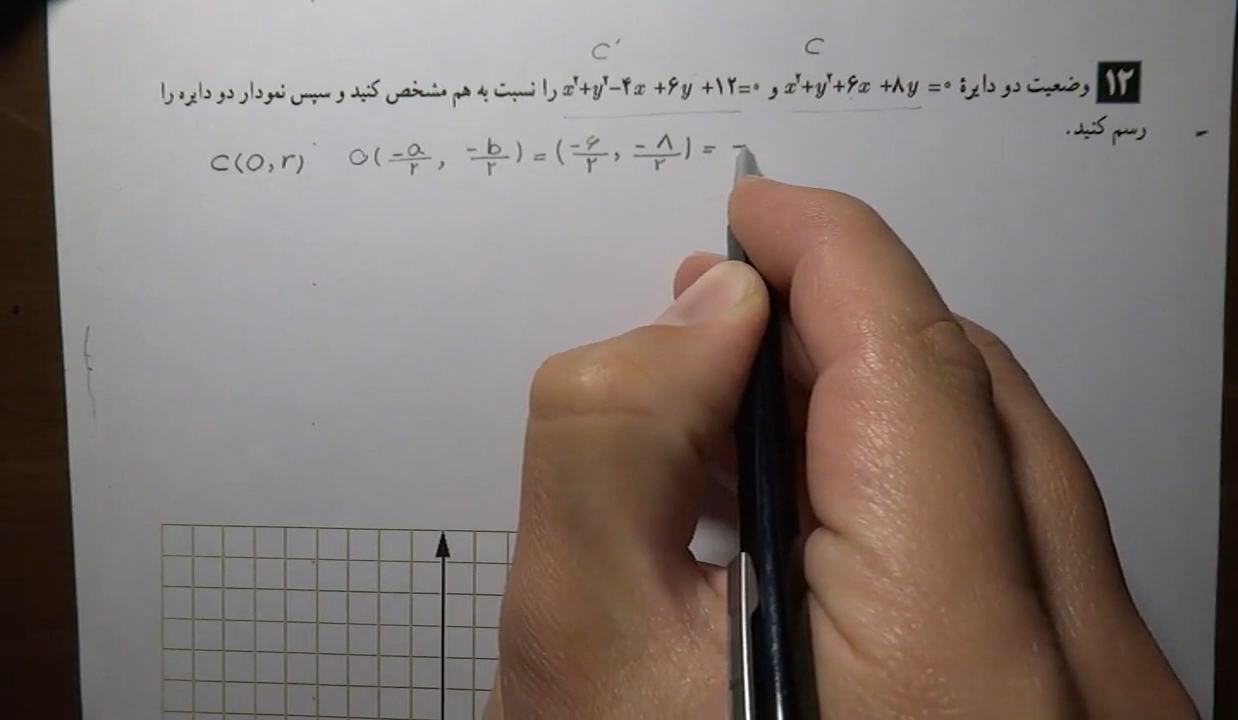 C′ C
۱۲ وضعیت دو دایرهٔ x²+y²+۶x +۸y =۰ و x²+y²-۴x +۶y +۱۲=۰ را نسبت به هم مشخص کنید و سپس نمودار دو دایره را
رسم کنید.
C(O,r) O(-a/۲, -b/۲) = (-۶/۲, -۸/۲) = -